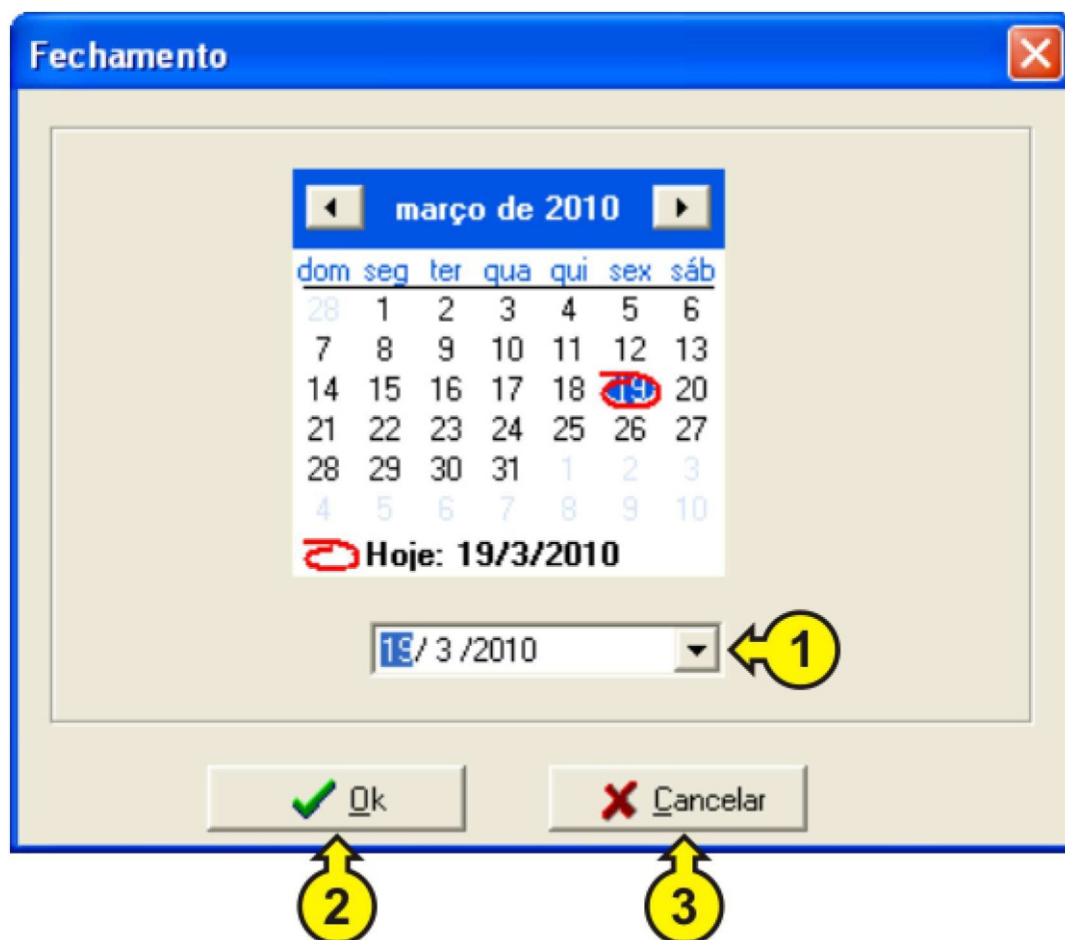 Fechamento
março de 2010
dom seg ter qua qui sex sáb
28 1 2 3 4 5 6
7 8 9 10 11 12 13
14 15 16 17 18 19 20
21 22 23 24 25 26 27
28 29 30 31 1 2 3
4 5 6 7 8 9 10
Hoje: 19/3/2010
19/ 3 /2010
1
Ok Cancelar
2 3